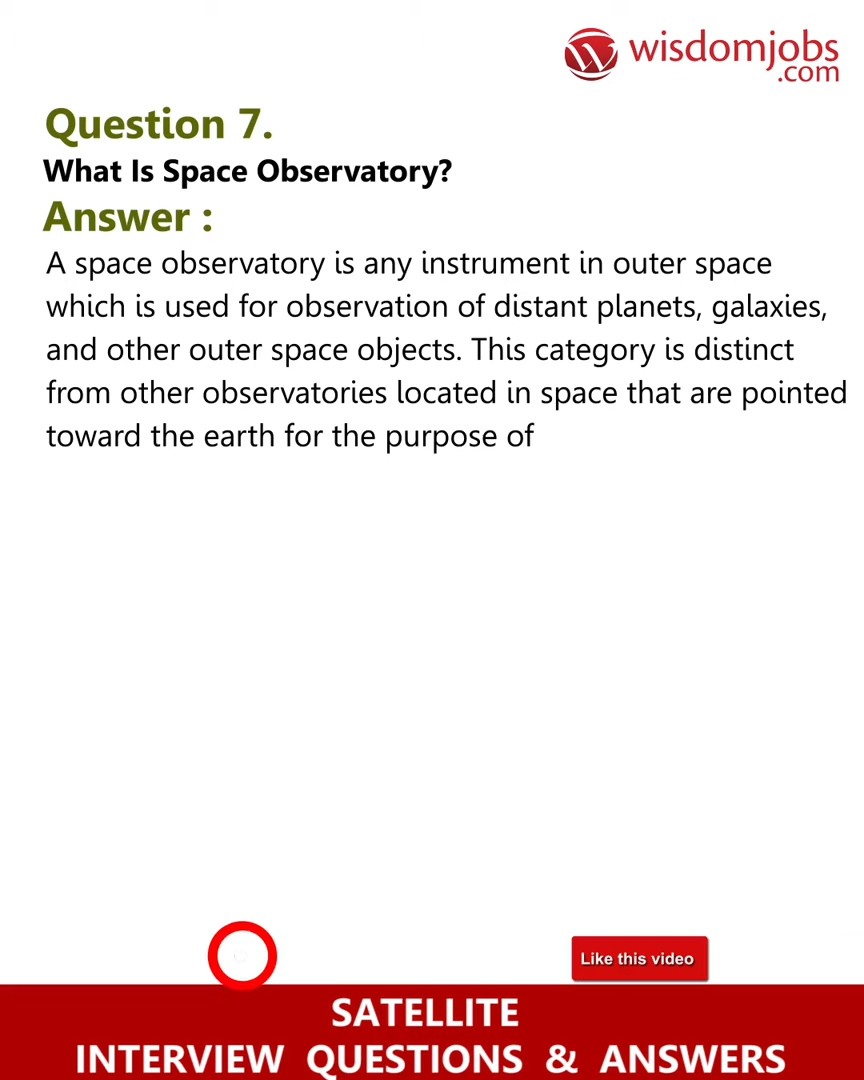 wisdomjobs
.com
Question 7.
What Is Space Observatory?
Answer :
A space observatory is any instrument in outer space
which is used for observation of distant planets, galaxies,
and other outer space objects. This category is distinct
from other observatories located in space that are pointed
toward the earth for the purpose of
Like this video
SATELLITE
INTERVIEW QUESTIONS & ANSWERS